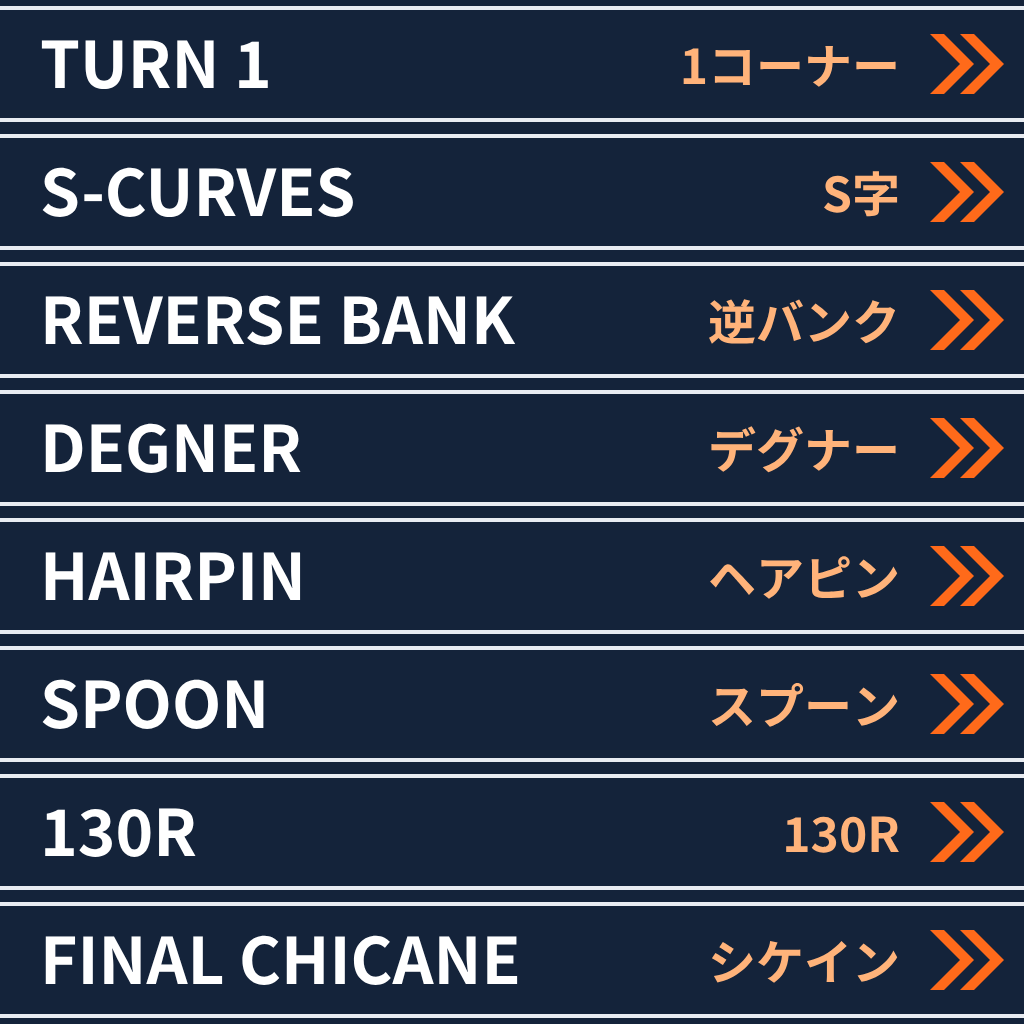 TURN 1 1コーナー
S-CURVES S字
REVERSE BANK 逆バンク
DEGNER デグナー
HAIRPIN ヘアピン
SPOON スプーン
130R 130R
FINAL CHICANE シケイン